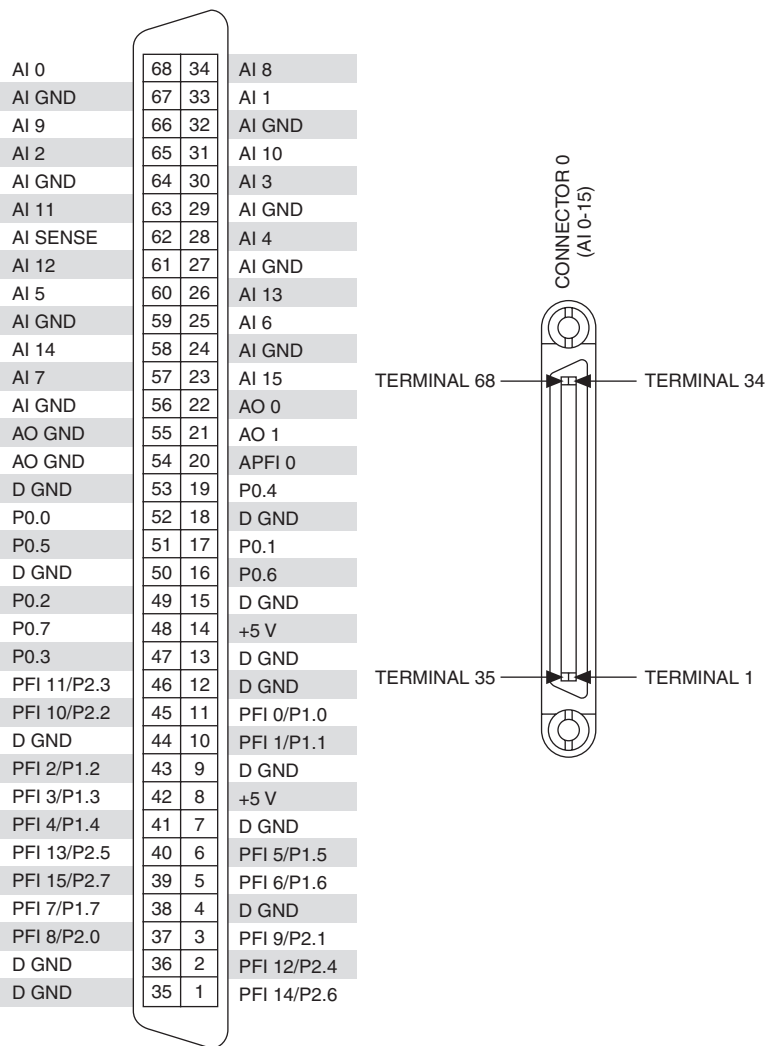 AI 0 68 34 AI 8
AI GND 67 33 AI 1
AI 9 66 32 AI GND
AI 2 65 31 AI 10
AI GND 64 30 AI 3
AI 11 63 29 AI GND
AI SENSE 62 28 AI 4
AI 12 61 27 AI GND
AI 5 60 26 AI 13
AI GND 59 25 AI 6
AI 14 58 24 AI GND
AI 7 57 23 AI 15
AI GND 56 22 AO 0
AO GND 55 21 AO 1
AO GND 54 20 APFI 0
D GND 53 19 P0.4
P0.0 52 18 D GND
P0.5 51 17 P0.1
D GND 50 16 P0.6
P0.2 49 15 D GND
P0.7 48 14 +5 V
P0.3 47 13 D GND
PFI 11/P2.3 46 12 D GND
PFI 10/P2.2 45 11 PFI 0/P1.0
D GND 44 10 PFI 1/P1.1
PFI 2/P1.2 43 9 D GND
PFI 3/P1.3 42 8 +5 V
PFI 4/P1.4 41 7 D GND
PFI 13/P2.5 40 6 PFI 5/P1.5
PFI 15/P2.7 39 5 PFI 6/P1.6
PFI 7/P1.7 38 4 D GND
PFI 8/P2.0 37 3 PFI 9/P2.1
D GND 36 2 PFI 12/P2.4
D GND 35 1 PFI 14/P2.6
CONNECTOR 0
(AI 0-15)
TERMINAL 68 TERMINAL 34
TERMINAL 35 TERMINAL 1